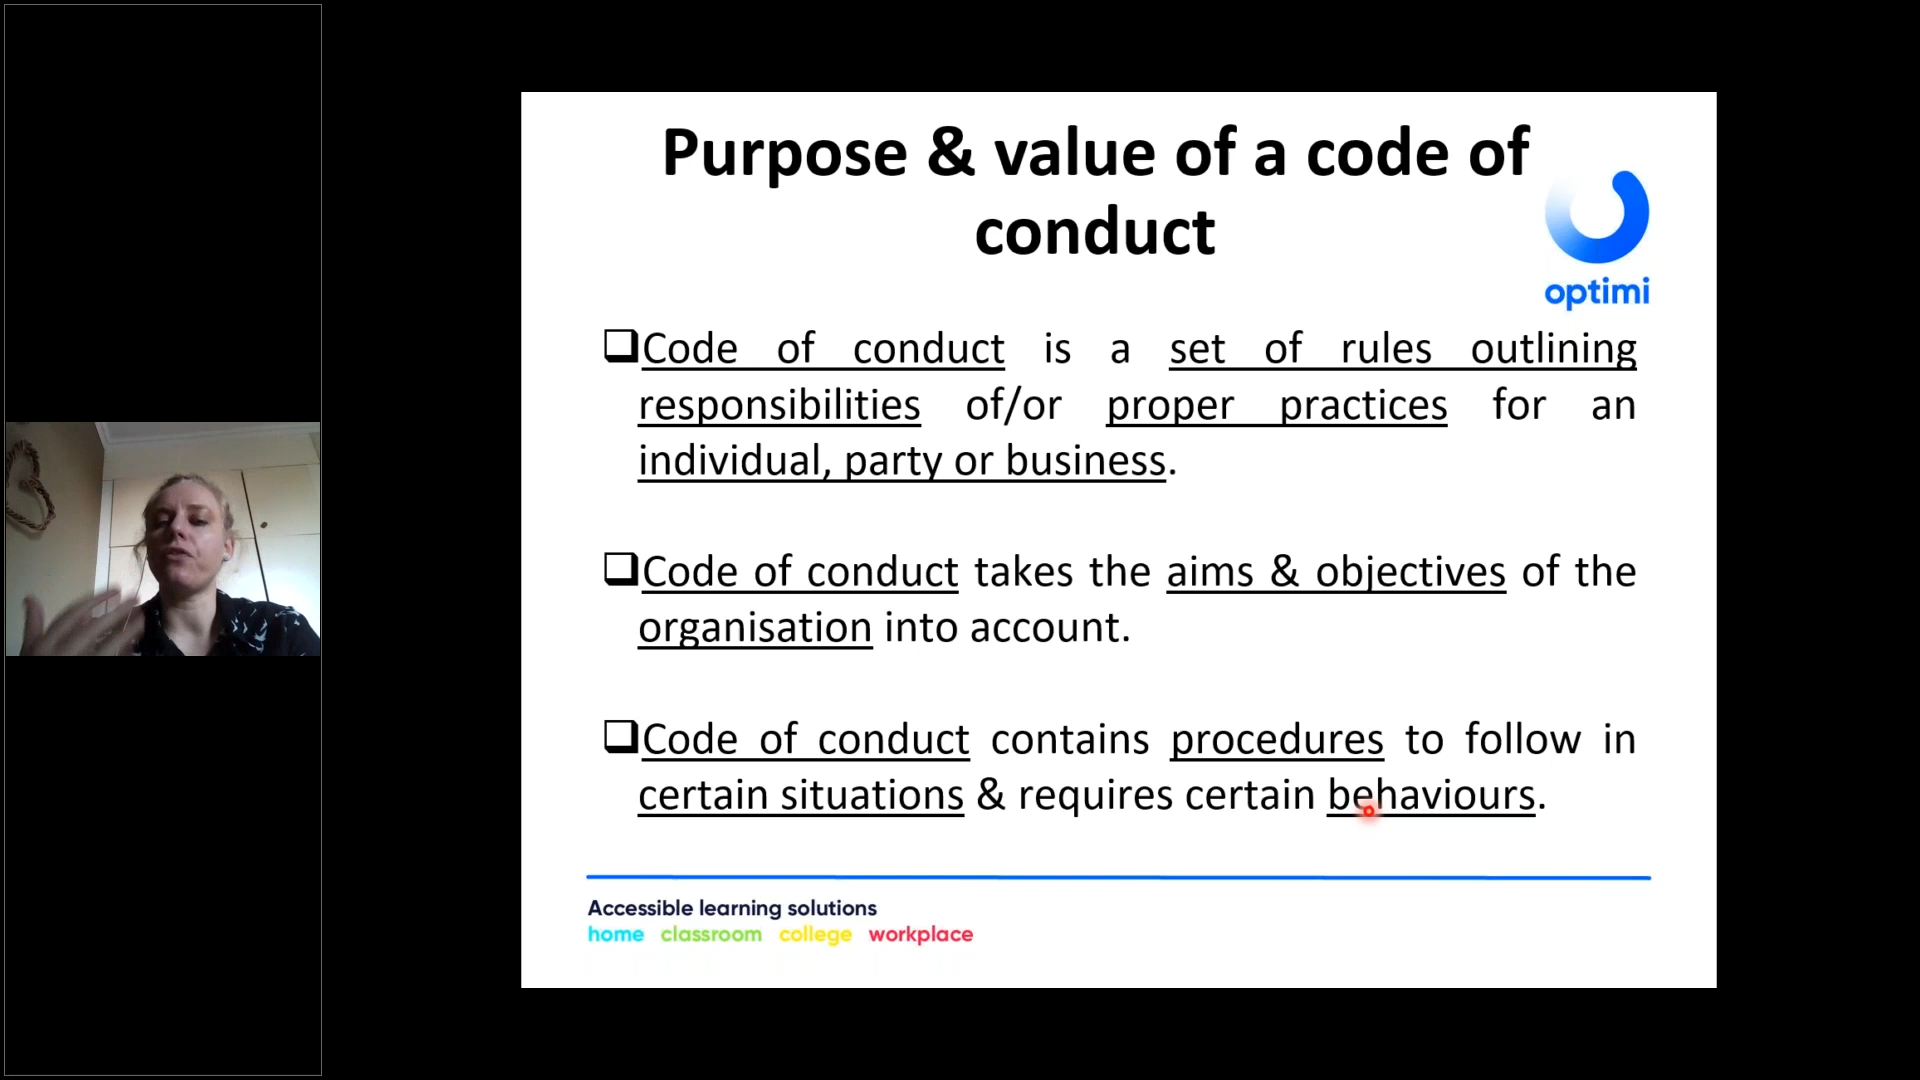 Purpose & value of a code of
conduct
optimi
Code of conduct is a set of rules outlining
responsibilities of/or proper practices for an
individual, party or business.
Code of conduct takes the aims & objectives of the
organisation into account.
Code of conduct contains procedures to follow in
certain situations & requires certain behaviours.
Accessible learning solutions
home classroom college workplace